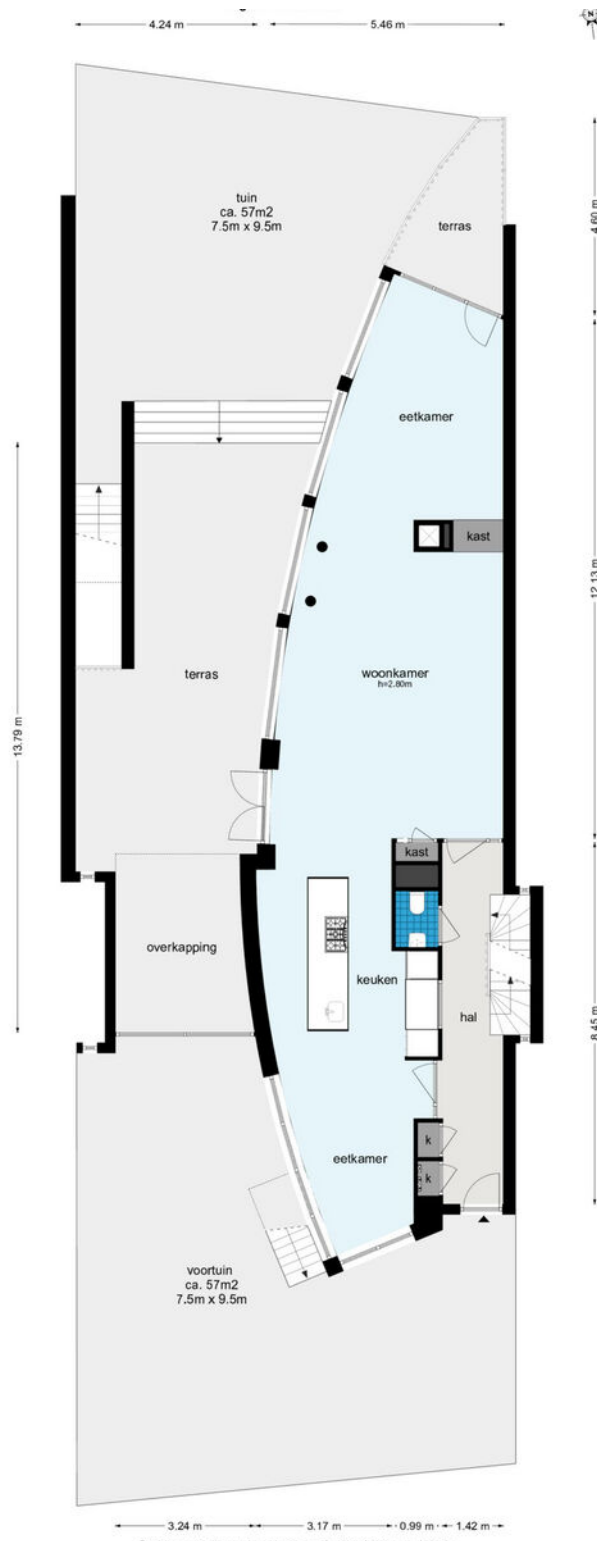 4.24 m
5.46 m
N
tuin
ca. 57m2
7.5m x 9.5m
terras
4.60 m
eetkamer
kast
12.13 m
woonkamer
h=2.80m
terras
13.79 m
kast
overkapping
keuken
hal
8.45 m
k
eetkamer
k
voortuin
ca. 57m2
7.5m x 9.5m
3.24 m
3.17 m
0.99 m
1.42 m